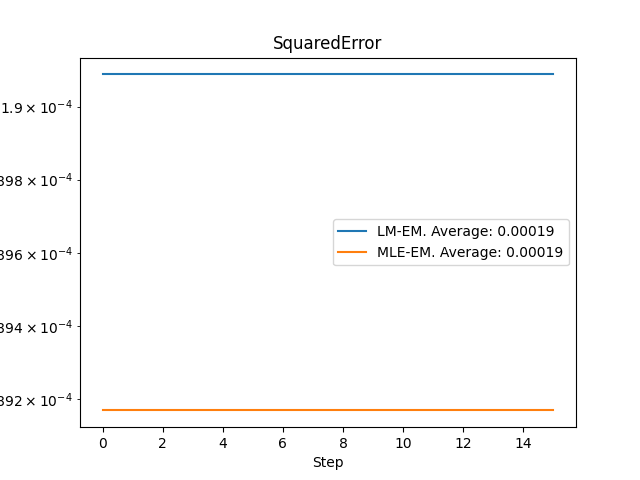 SquaredError
1.9 × 10⁻⁴
898 × 10⁻⁴
896 × 10⁻⁴
894 × 10⁻⁴
892 × 10⁻⁴
LM-EM. Average: 0.00019
MLE-EM. Average: 0.00019
0 2 4 6 8 10 12 14
Step